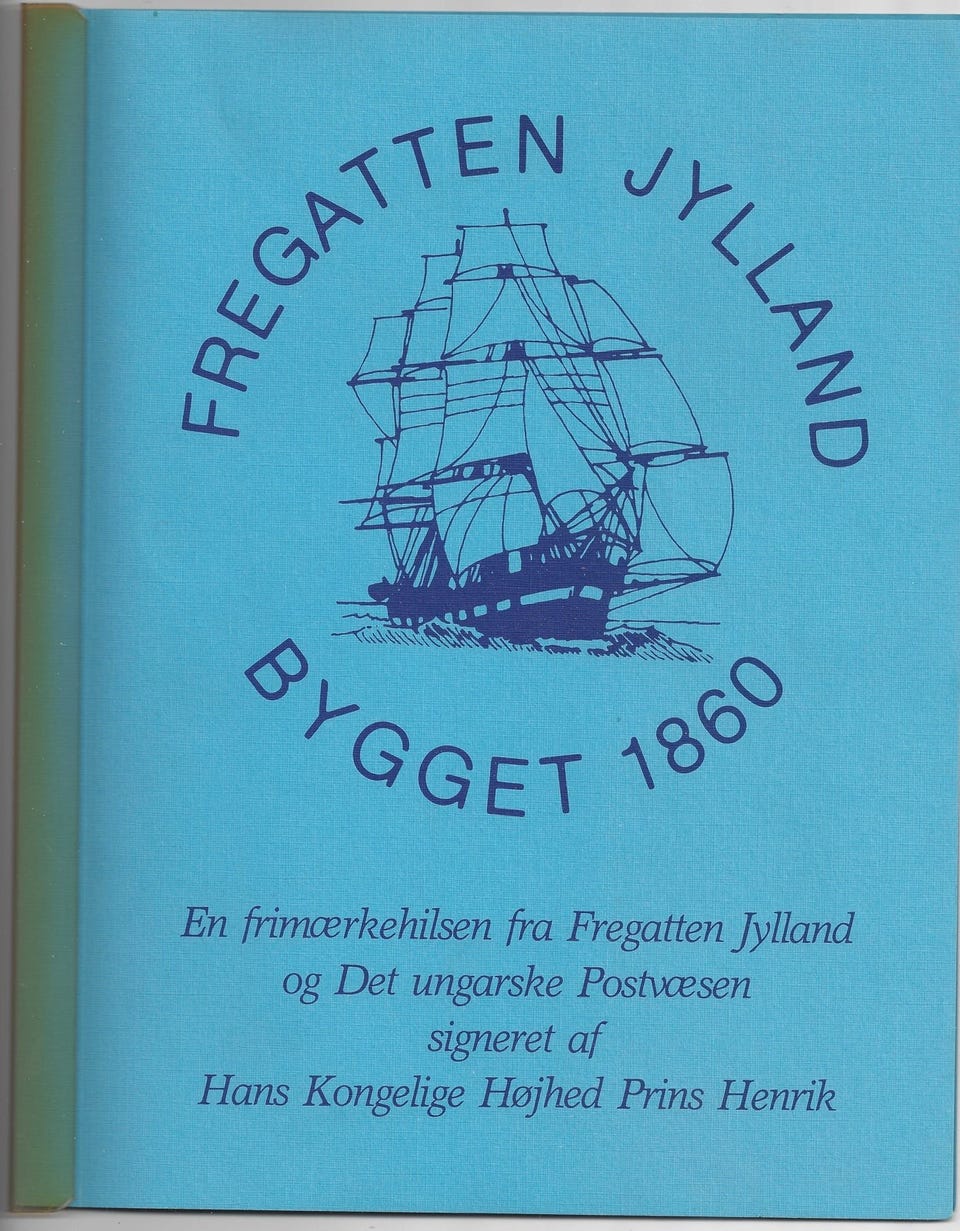 FREGATTEN JYLLAND
BYGGET 1860
En frimærkehilsen fra Fregatten Jylland
og Det ungarske Postvæsen
signeret af
Hans Kongelige Højhed Prins Henrik